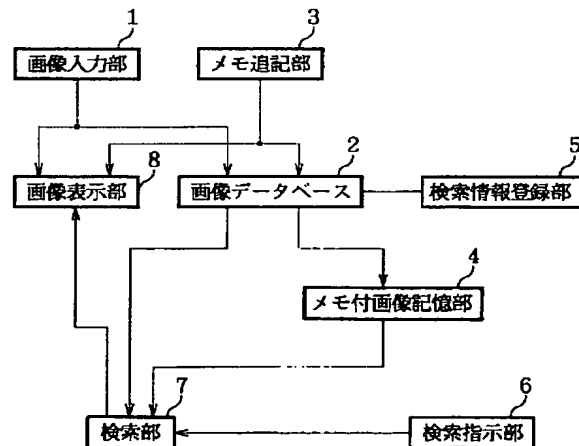 1
画像入力部
3
メモ追記部
8
画像表示部
2
画像データベース
5
検索情報登録部
4
メモ付画像記憶部
7
検索部
6
検索指示部